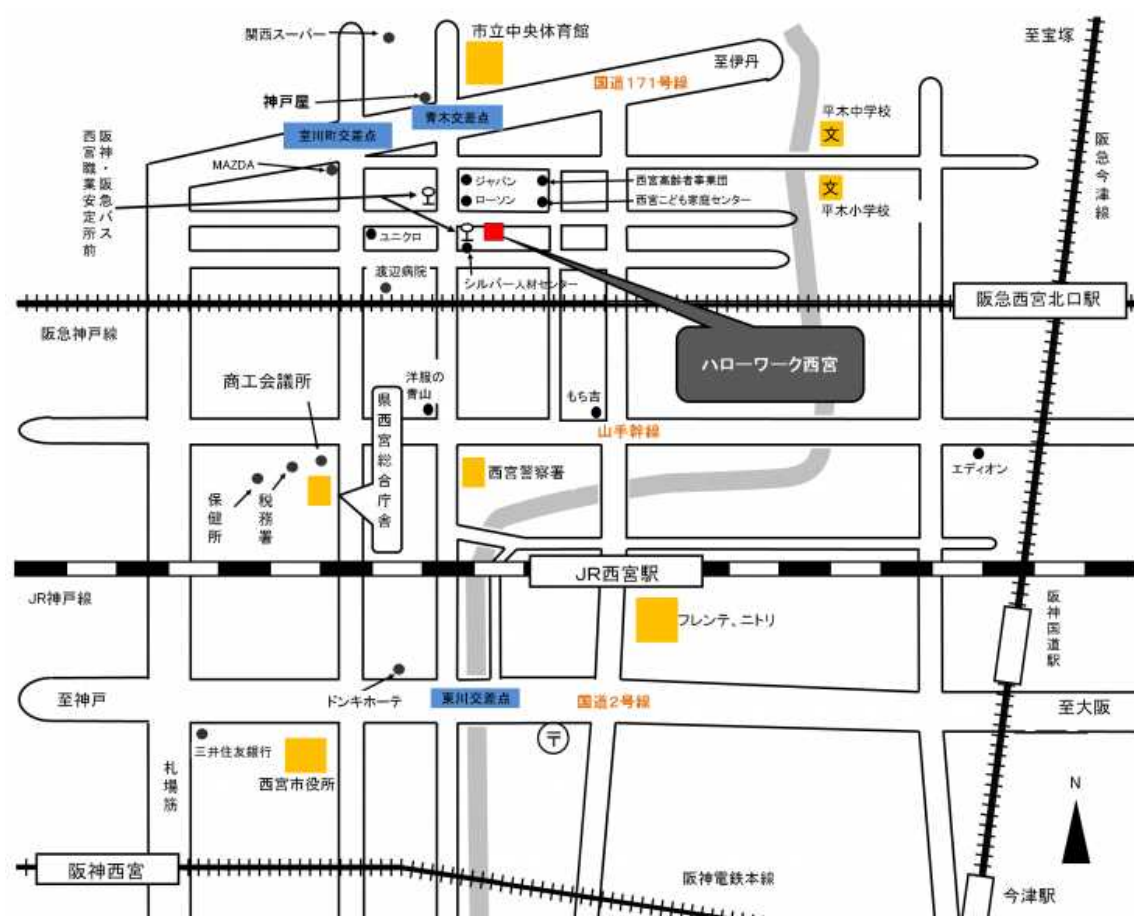 関西スーパー
市立中央体育館
至宝塚
国道171号線
至伊丹
神戸屋
青木交差点
室川町交差点
平木中学校
文
阪急今津線
阪神・阪急バス
西宮職業安定所前
MAZDA
ジャパン
西宮高齢者事業団
ローソン
西宮こども家庭センター
文
平木小学校
ユニクロ
シルバー人材センター
渡辺病院
阪急西宮北口駅
阪急神戸線
ハローワーク西宮
商工会議所
洋服の
青山
もち吉
県西宮総合庁舎
山手幹線
西宮警察署
エディオン
保健所
税務署
JR西宮駅
JR神戸線
阪神国道駅
フレンテ、ニトリ
至神戸
ドンキホーテ
東川交差点
国道2号線
至大阪
〒
三井住友銀行
西宮市役所
札場筋
N
阪神西宮
阪神電鉄本線
今津駅